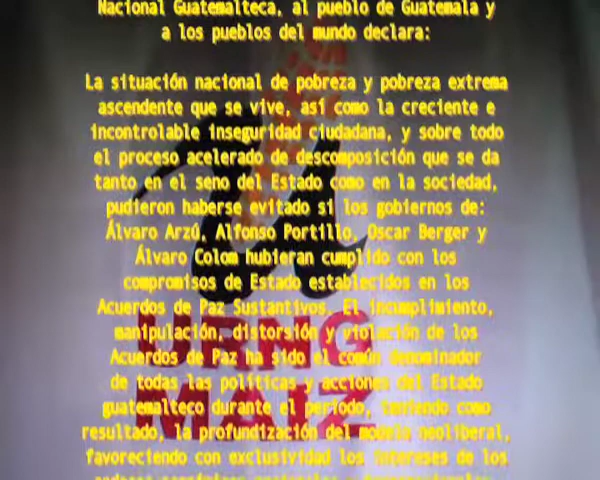 Nacional Guatemalteca, al pueblo de Guatemala y
a los pueblos del mundo declara:
La situación nacional de pobreza y pobreza extrema
ascendente que se vive, así como la creciente e
incontrolable inseguridad ciudadana, y sobre todo
el proceso acelerado de descomposición que se da
tanto en el seno del Estado como en la sociedad,
pudieron haberse evitado si los gobiernos de:
Álvaro Arzú, Alfonso Portillo, Oscar Berger y
Álvaro Colom hubieran cumplido con los
compromisos de Estado establecidos en los
Acuerdos de Paz Sustantivos. El incumplimiento,
manipulación, distorsión y violación de los
Acuerdos de Paz ha sido el común denominador
de todas las políticas y acciones del Estado
guatemalteco durante el período, teniendo como
resultado, la profundización del modelo neoliberal,
favoreciendo con exclusividad los intereses de los
URNG
MAIZ